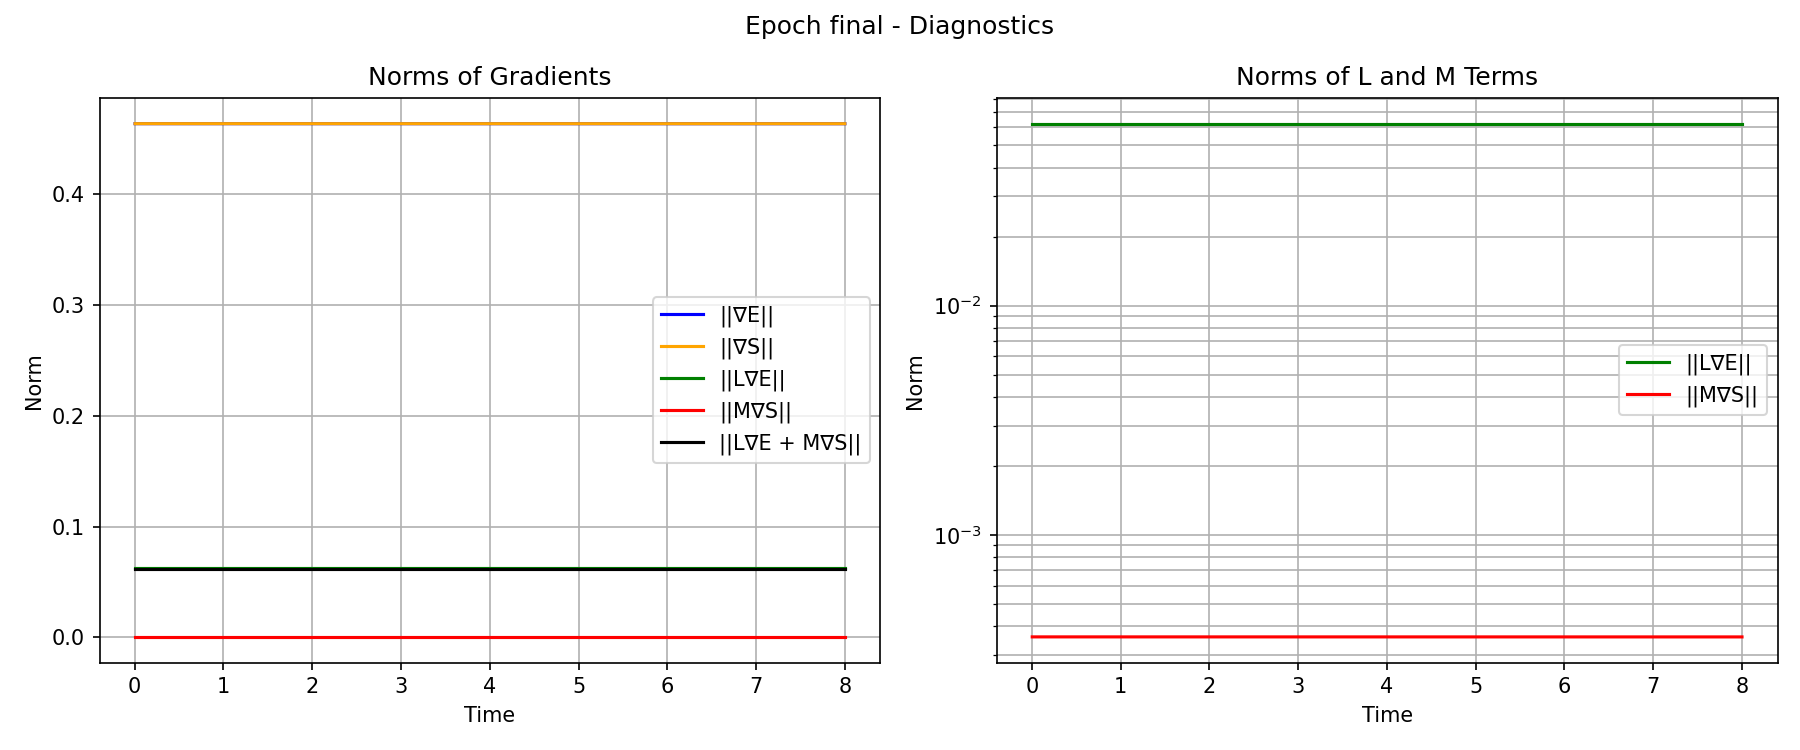 Epoch final - Diagnostics
Norms of Gradients
Norm
0.4
0.3
0.2
0.1
0.0
||∇E||
||∇S||
||L∇E||
||M∇S||
||L∇E + M∇S||
0 1 2 3 4 5 6 7 8
Time
Norms of L and M Terms
Norm
10⁻²
10⁻³
||L∇E||
||M∇S||
0 1 2 3 4 5 6 7 8
Time